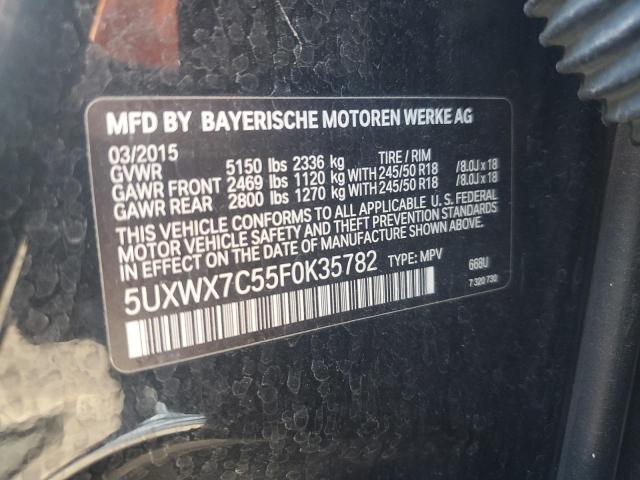 MFD BY BAYERISCHE MOTOREN WERKE AG
03/2015 TIRE / RIM
GVWR 5150 lbs 2336 kg
GAWR FRONT 2469 lbs 1120 kg WITH 245/50 R18 /8.0J x 18
GAWR REAR 2800 lbs 1270 kg WITH 245/50 R18 /8.0J x 18
THIS VEHICLE CONFORMS TO ALL APPLICABLE U.S. FEDERAL
MOTOR VEHICLE SAFETY AND THEFT PREVENTION STANDARDS
IN EFFECT ON THE DATE OF MANUFACTURE SHOWN ABOVE.
5UXWX7C55F0K35782 TYPE: MPV 668U
7 320 730